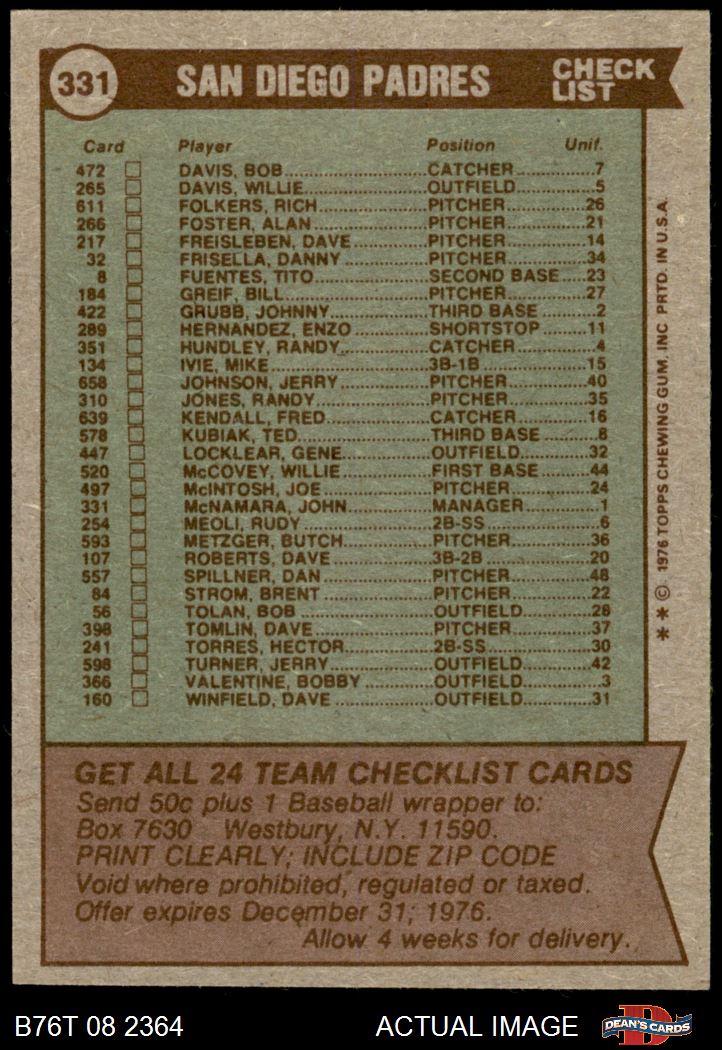 331 SAN DIEGO PADRES CHECK LIST
Card Player Position Unif.
472 DAVIS, BOB CATCHER 7
265 DAVIS, WILLIE OUTFIELD 5
611 FOLKERS, RICH PITCHER 26
266 FOSTER, ALAN PITCHER 21
217 FREISLEBEN, DAVE PITCHER 14
32 FRISELLA, DANNY PITCHER 34
8 FUENTES, TITO SECOND BASE 23
184 GREIF, BILL PITCHER 27
422 GRUBB, JOHNNY THIRD BASE 2
289 HERNANDEZ, ENZO SHORTSTOP 11
351 HUNDLEY, RANDY CATCHER 4
134 IVIE, MIKE 3B-1B 15
658 JOHNSON, JERRY PITCHER 40
310 JONES, RANDY PITCHER 35
639 KENDALL, FRED CATCHER 16
578 KUBIAK, TED THIRD BASE 8
447 LOCKLEAR, GENE OUTFIELD 32
520 McCOVEY, WILLIE FIRST BASE 44
497 McINTOSH, JOE PITCHER 24
331 McNAMARA, JOHN MANAGER 1
254 MEOLI, RUDY 2B-SS 6
593 METZGER, BUTCH PITCHER 36
107 ROBERTS, DAVE 3B-2B 20
557 SPILLNER, DAN PITCHER 48
84 STROM, BRENT PITCHER 22
56 TOLAN, BOB OUTFIELD 28
398 TOMLIN, DAVE PITCHER 37
241 TORRES, HECTOR 2B-SS 30
598 TURNER, JERRY OUTFIELD 42
366 VALENTINE, BOBBY OUTFIELD 3
160 WINFIELD, DAVE OUTFIELD 31
GET ALL 24 TEAM CHECKLIST CARDS
Send 50c plus 1 Baseball wrapper to:
Box 7630 Westbury, N.Y. 11590.
PRINT CLEARLY; INCLUDE ZIP CODE
Void where prohibited, regulated or taxed.
Offer expires December 31, 1976.
Allow 4 weeks for delivery.
** © 1976 TOPPS CHEWING GUM, INC PRTD. IN U.S.A.
B76T 08 2364 ACTUAL IMAGE D DEAN'S CARDS